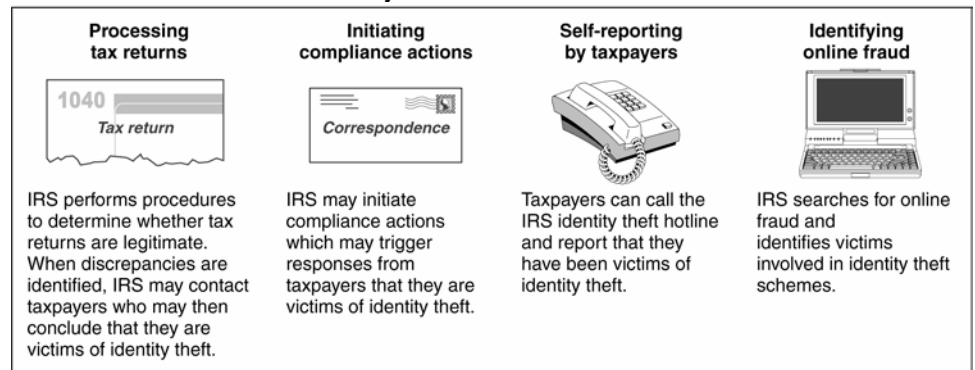 Processing
tax returns
1040
Tax return
IRS performs procedures
to determine whether tax
returns are legitimate.
When discrepancies are
identified, IRS may contact
taxpayers who may then
conclude that they are
victims of identity theft.
Initiating
compliance actions
Correspondence
IRS may initiate
compliance actions
which may trigger
responses from
taxpayers that they are
victims of identity theft.
Self-reporting
by taxpayers
Taxpayers can call the
IRS identity theft hotline
and report that they
have been victims of
identity theft.
Identifying
online fraud
IRS searches for online
fraud and
identifies victims
involved in identity theft
schemes.